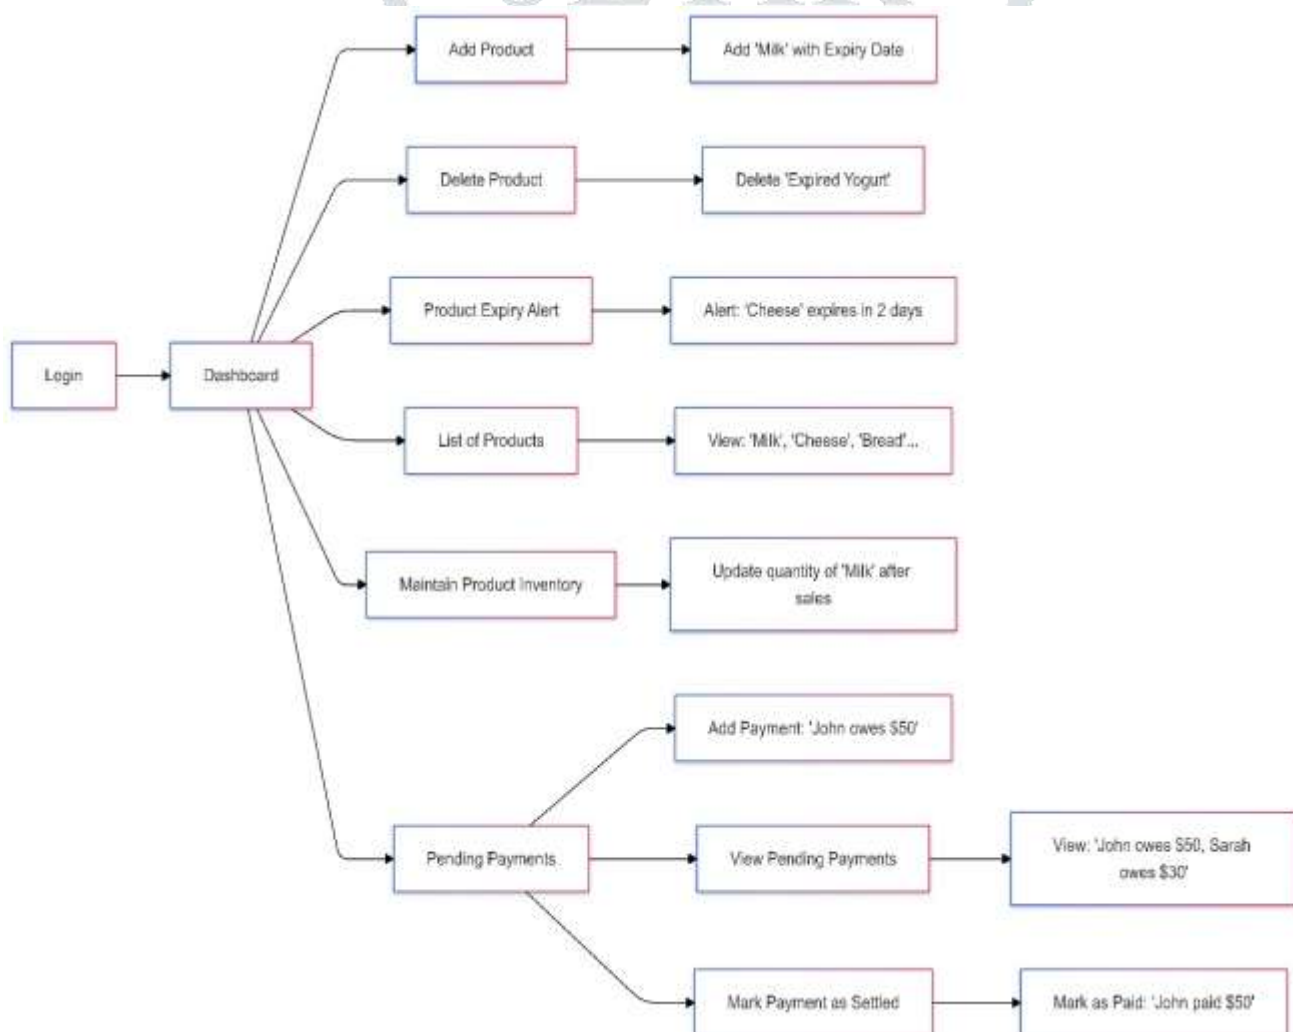 Add Product
Add 'Milk' with Expiry Date
Delete Product
Delete 'Expired Yogurt'
Product Expiry Alert
Alert: 'Cheese' expires in 2 days
Login
Dashboard
List of Products
View: 'Milk', 'Cheese', 'Bread'...
Maintain Product Inventory
Update quantity of 'Milk' after
sales
Add Payment: 'John owes $50'
Pending Payments
View Pending Payments
View: 'John owes $50, Sarah
owes $30'
Mark Payment as Settled
Mark as Paid: 'John paid $50'